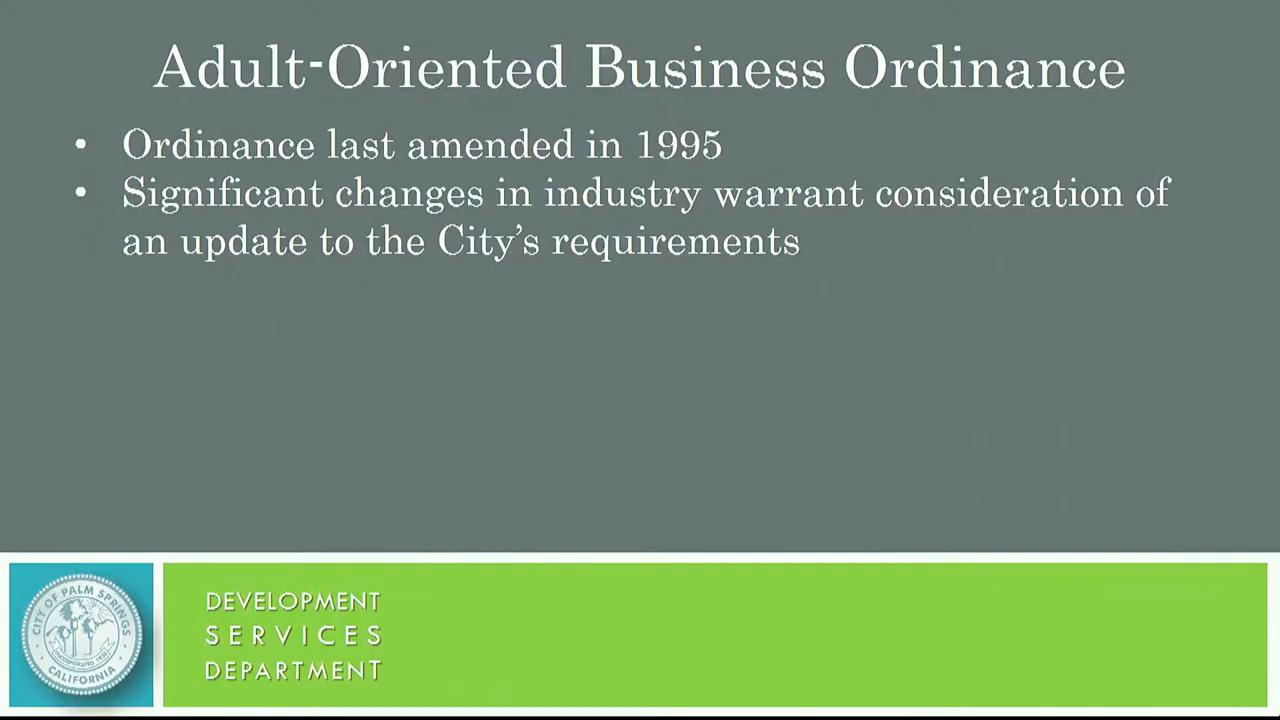 Adult-Oriented Business Ordinance
• Ordinance last amended in 1995
• Significant changes in industry warrant consideration of
an update to the City's requirements
CITY OF PALM SPRINGS
CALIFORNIA
DEVELOPMENT
SERVICES
DEPARTMENT